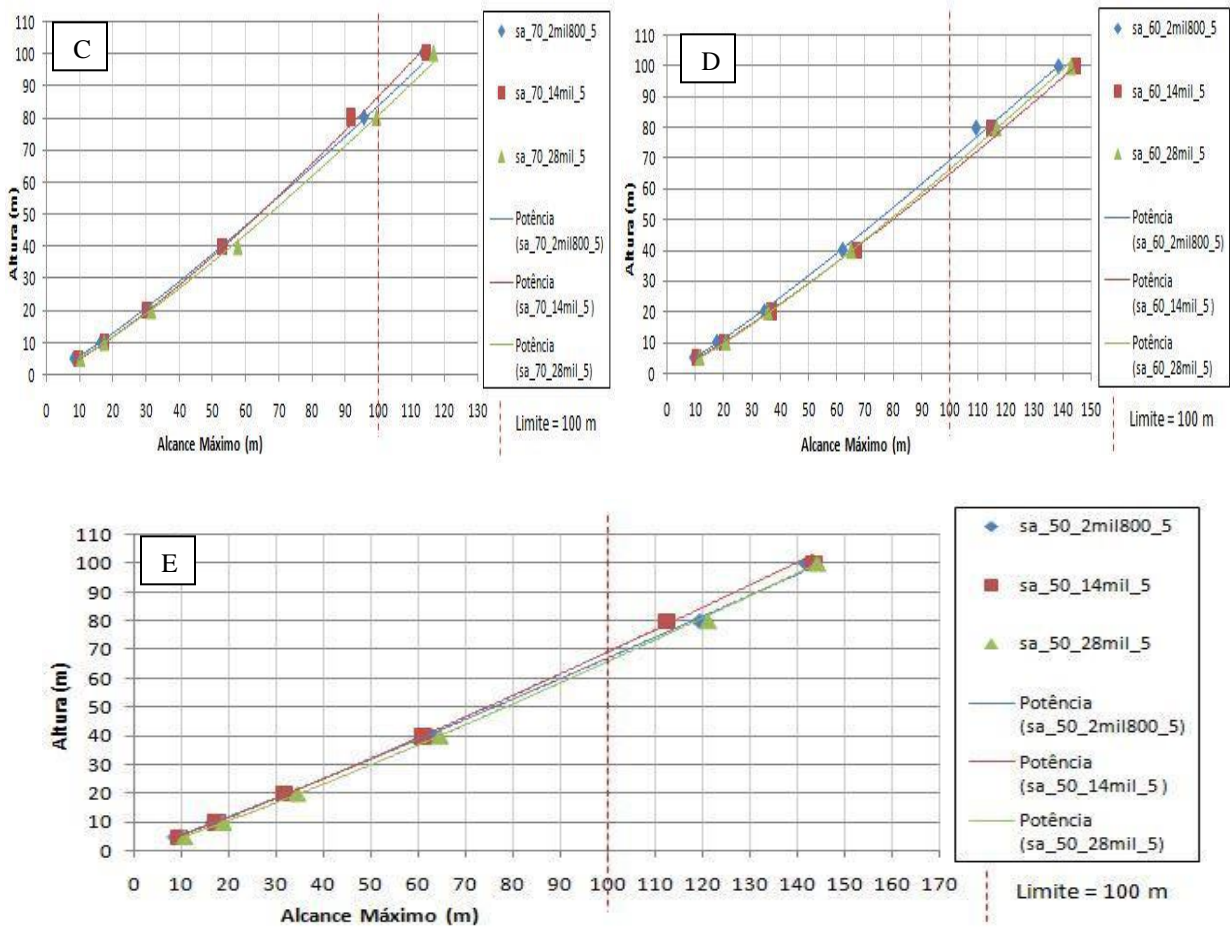 C
Altura (m)
110
100
90
80
70
60
50
40
30
20
10
0
0 10 20 30 40 50 60 70 80 90 100 110 120 130
Alcance Máximo (m)
sa_70_2mil800_5
sa_70_14mil_5
sa_70_28mil_5
Potência
(sa_70_2mil800_5)
Potência
(sa_70_14mil_5)
Potência
(sa_70_28mil_5)
Limite = 100 m
D
Altura (m)
110
100
90
80
70
60
50
40
30
20
10
0
0 10 20 30 40 50 60 70 80 90 100 110 120 130 140 150
Alcance Máximo (m)
sa_60_2mil800_5
sa_60_14mil_5
sa_60_28mil_5
Potência
(sa_60_2mil800_5)
Potência
(sa_60_14mil_5)
Potência
(sa_60_28mil_5)
Limite = 100 m
E
Altura (m)
110
100
90
80
70
60
50
40
30
20
10
0
0 10 20 30 40 50 60 70 80 90 100 110 120 130 140 150 160 170
Alcance Máximo (m)
sa_50_2mil800_5
sa_50_14mil_5
sa_50_28mil_5
Potência
(sa_50_2mil800_5)
Potência
(sa_50_14mil_5)
Potência
(sa_50_28mil_5)
Limite = 100 m